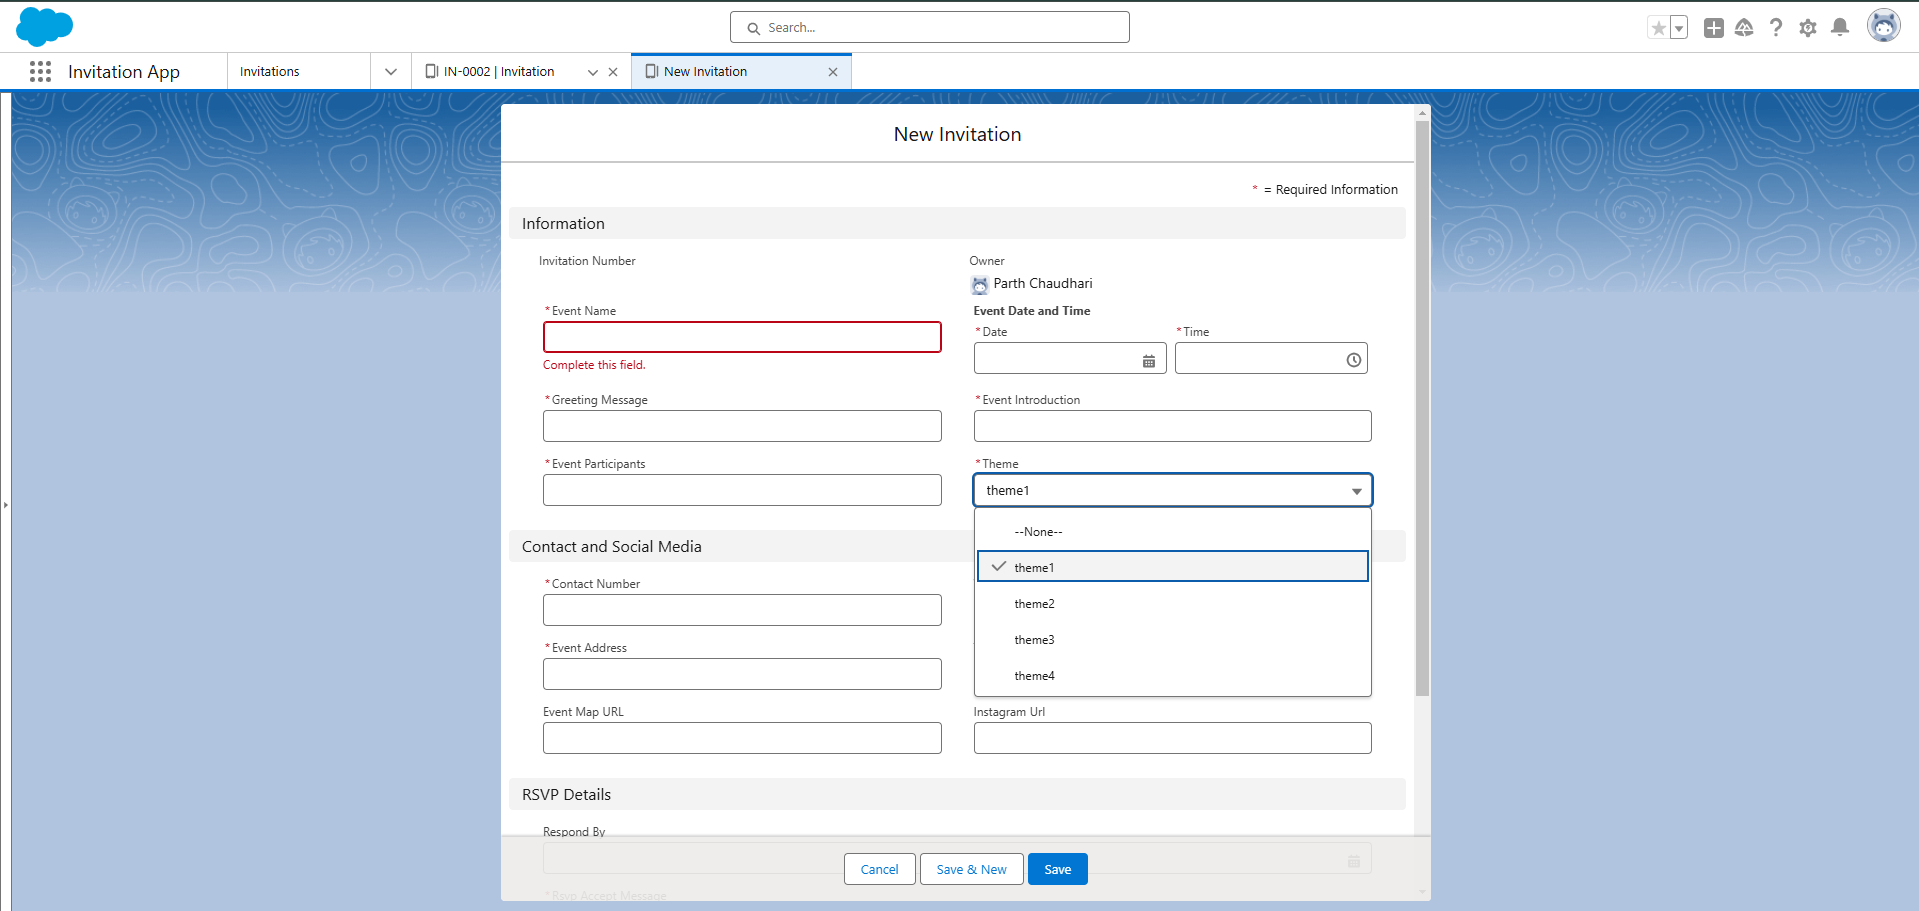 Search...
Invitation App
Invitations
IN-0002 | Invitation
New Invitation
New Invitation
* = Required Information
Information
Invitation Number
Owner
Parth Chaudhari
*Event Name
Complete this field.
Event Date and Time
*Date
*Time
*Greeting Message
*Event Introduction
*Event Participants
*Theme
theme1
--None--
theme1
theme2
theme3
theme4
Contact and Social Media
*Contact Number
*Event Address
Event Map URL
Instagram Url
RSVP Details
Respond By
Cancel
Save & New
Save
*Rsvp Accept Message